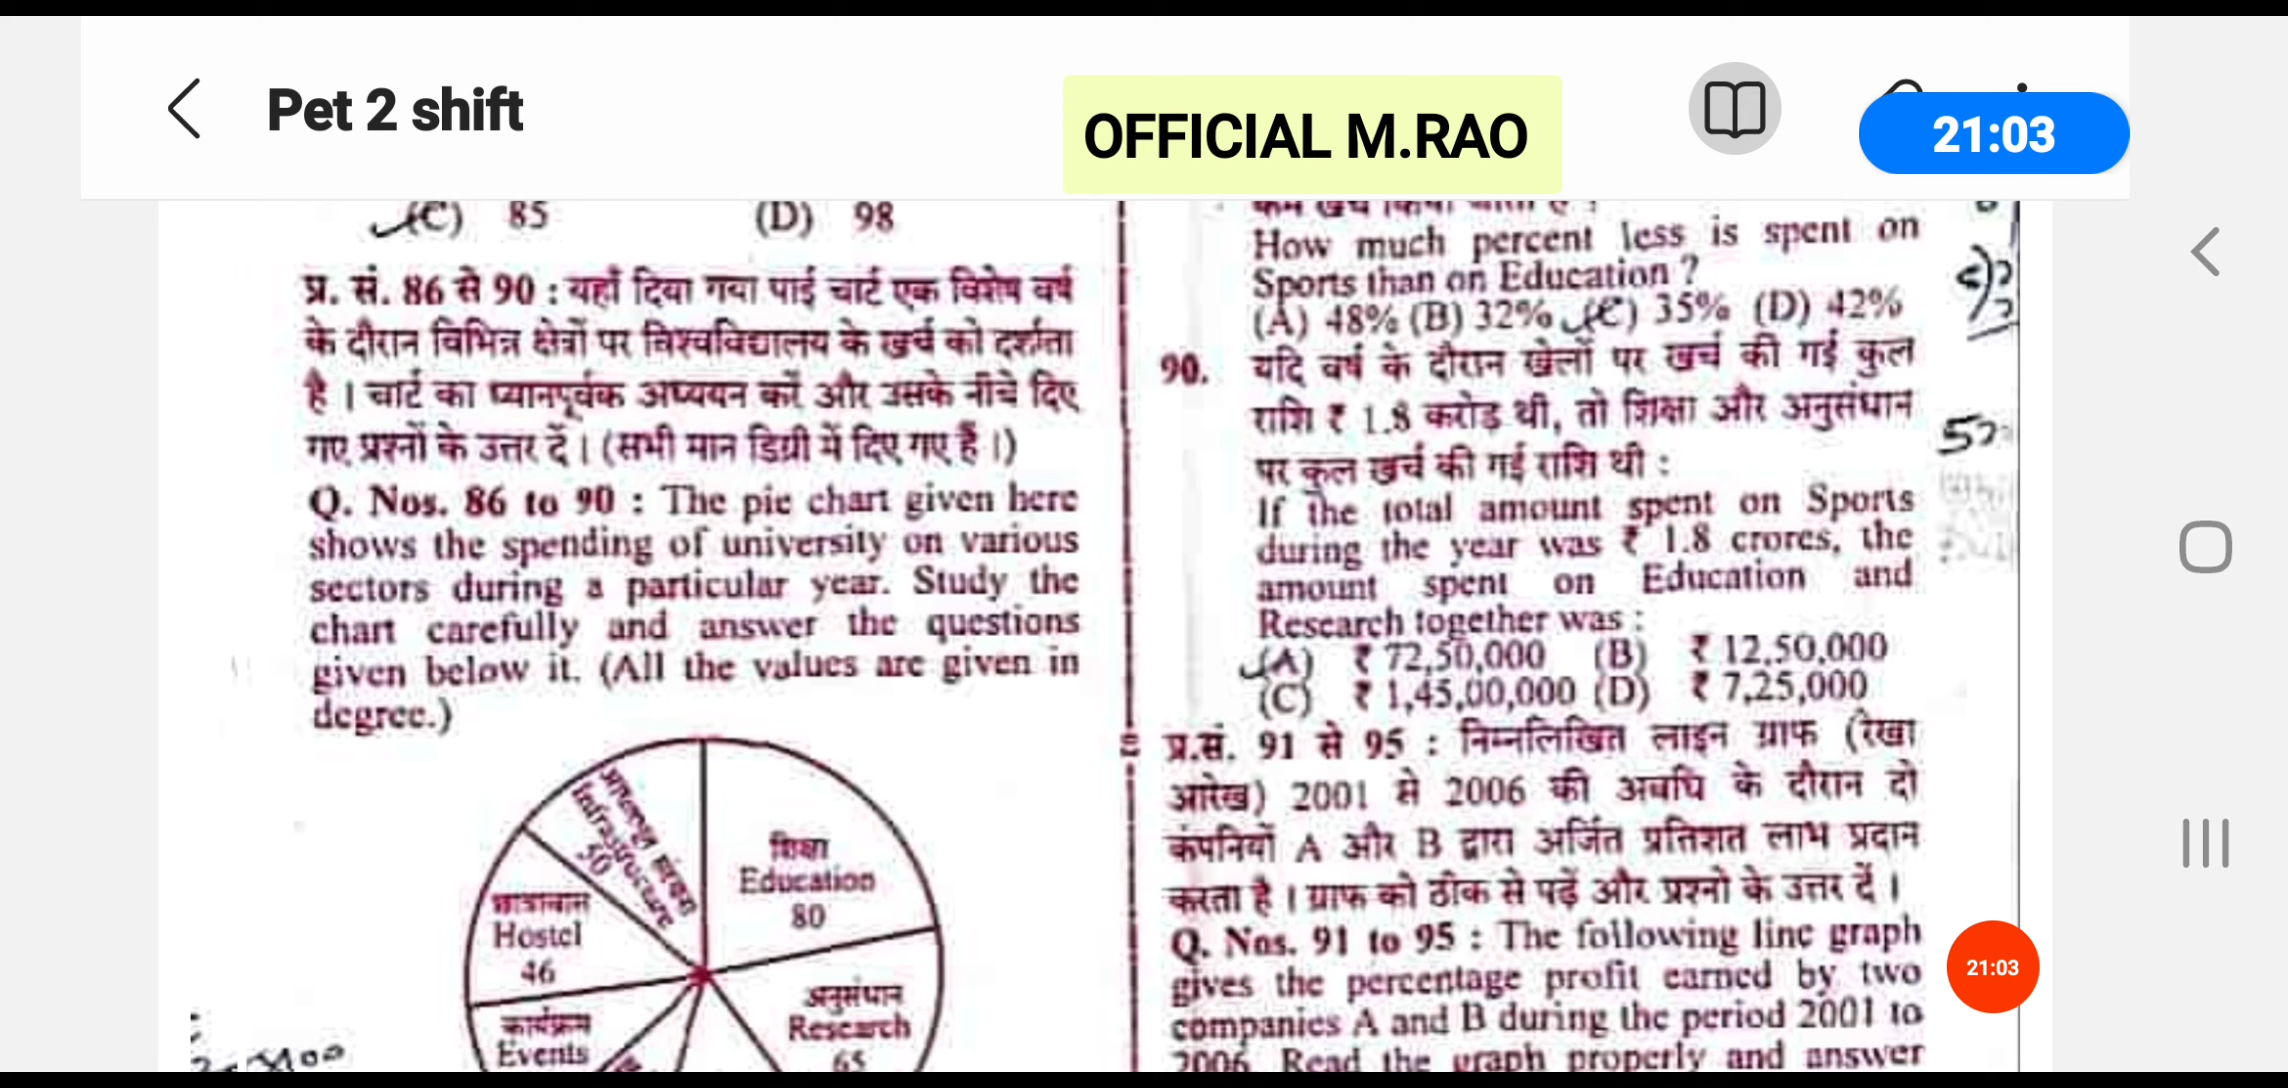 Pet 2 shift
OFFICIAL M.RAO
21:03
(C) 85 (D) 98
प्र. सं. 86 से 90 : यहाँ दिया गया पाई चार्ट एक विशेष वर्ष
के दौरान विभिन्न क्षेत्रों पर विश्वविद्यालय के खर्च को दर्शाता
है । चार्ट का ध्यानपूर्वक अध्ययन करें और उसके नीचे दिए
गए प्रश्नों के उत्तर दें । (सभी मान डिग्री में दिए गए हैं ।)
Q. Nos. 86 to 90 : The pie chart given here
shows the spending of university on various
sectors during a particular year. Study the
chart carefully and answer the questions
given below it. (All the values are given in
degree.)
Infrastructure
50
शिक्षा
Education
80
छात्रावास
Hostel
46
अनुसंधान
Research
65
कार्यक्रम
Events
How much percent less is spent on
Sports than on Education ?
(A) 48% (B) 32% (C) 35% (D) 42%
90. यदि वर्ष के दौरान खेलों पर खर्च की गई कुल
राशि ₹ 1.8 करोड़ थी, तो शिक्षा और अनुसंधान
पर कुल खर्च की गई राशि थी :
If the total amount spent on Sports
during the year was ₹ 1.8 crores, the
amount spent on Education and
Research together was :
(A) ₹ 72,50,000 (B) ₹ 12,50,000
(C) ₹ 1,45,00,000 (D) ₹ 7,25,000
प्र.सं. 91 से 95 : निम्नलिखित लाइन ग्राफ (रेखा
आरेख) 2001 से 2006 की अवधि के दौरान दो
कंपनियों A और B द्वारा अर्जित प्रतिशत लाभ प्रदान
करता है । ग्राफ को ठीक से पढ़ें और प्रश्नो के उत्तर दें ।
Q. Nos. 91 to 95 : The following line graph
gives the percentage profit earned by two
companies A and B during the period 2001 to
2006. Read the graph properly and answer
21:03